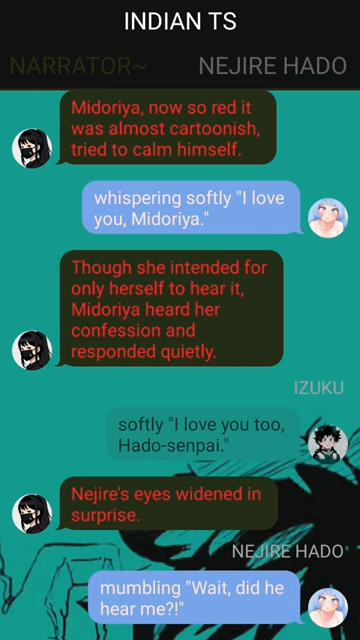 INDIAN TS
NARRATOR~ NEJIRE HADO
Midoriya, now so red it
was almost cartoonish,
tried to calm himself.
whispering softly "I love
you, Midoriya."
Though she intended for
only herself to hear it,
Midoriya heard her
confession and
responded quietly.
IZUKU
softly "I love you too,
Hado-senpai."
Nejire's eyes widened in
surprise.
NEJIRE HADO
mumbling "Wait, did he
hear me?!"